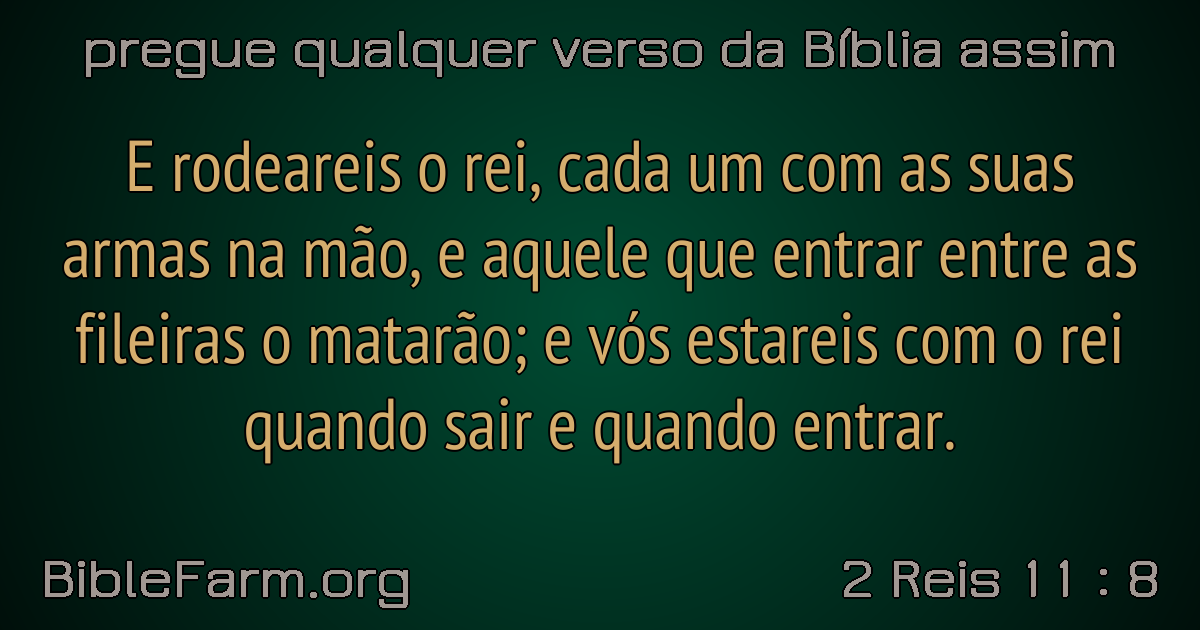 pregue qualquer verso da Bíblia assim
E rodeareis o rei, cada um com as suas
armas na mão, e aquele que entrar entre as
fileiras o matarão; e vós estareis com o rei
quando sair e quando entrar.
BibleFarm.org
2 Reis 11 : 8